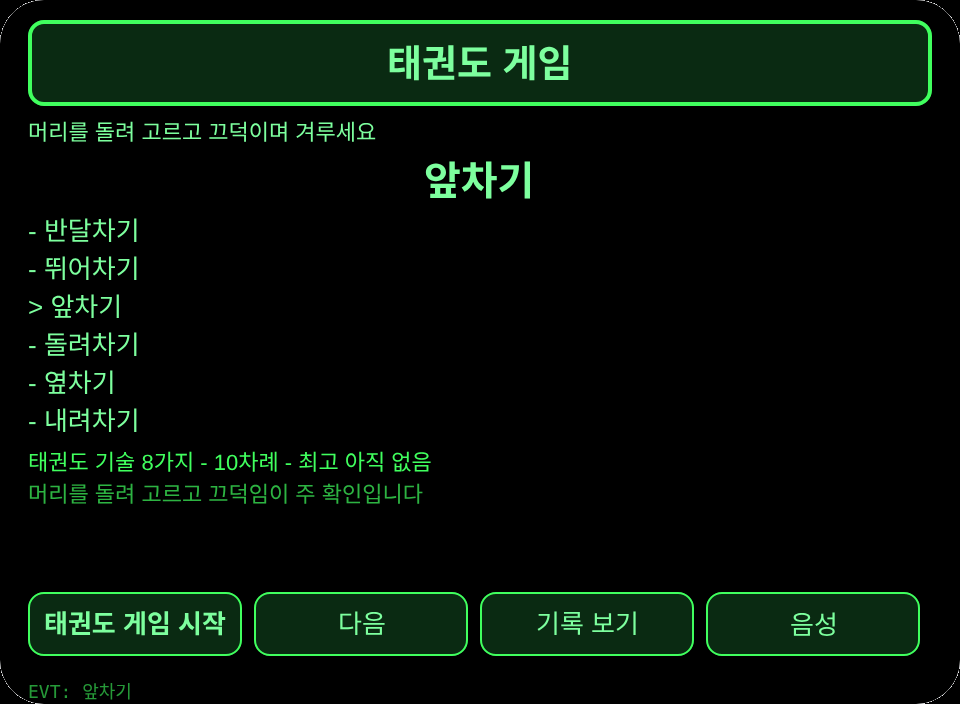 태권도 게임
머리를 돌려 고르고 끄덕이며 겨루세요
앞차기
- 반달차기
- 뛰어차기
> 앞차기
- 돌려차기
- 옆차기
- 내려차기
태권도 기술 8가지 - 10차례 - 최고 아직 없음
머리를 돌려 고르고 끄덕임이 주 확인입니다
태권도 게임 시작
다음
기록 보기
음성
EVT: 앞차기